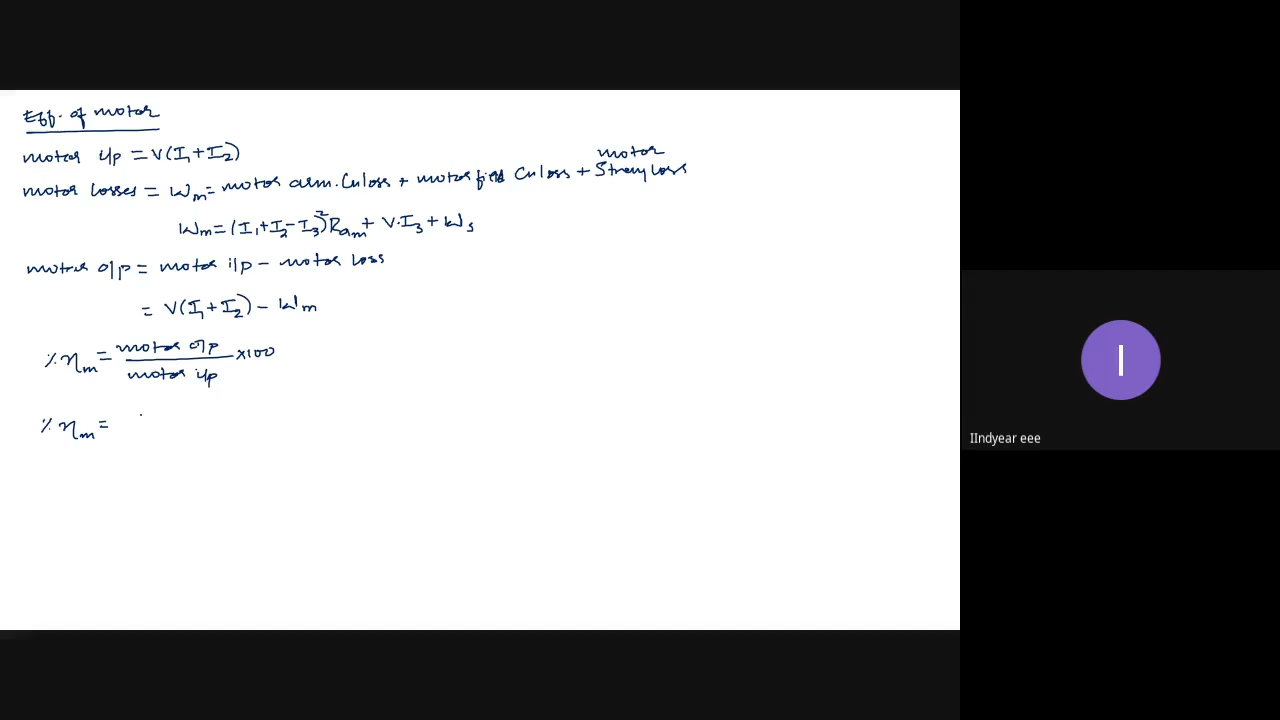 Eff. of motor
motor i/p = V(I₁+I₂)
motor losses = Wm = motor arm. Cu loss + motor field Cu loss + motor Stray loss
Wm = (I₁+I₂-I₃)² Ram + V.I₃ + Ws
motor o/p = motor i/p - motor loss
= V(I₁+I₂) - Wm
% ηm = motor o/p / motor i/p ×100
% ηm =
I
IIndyear eee